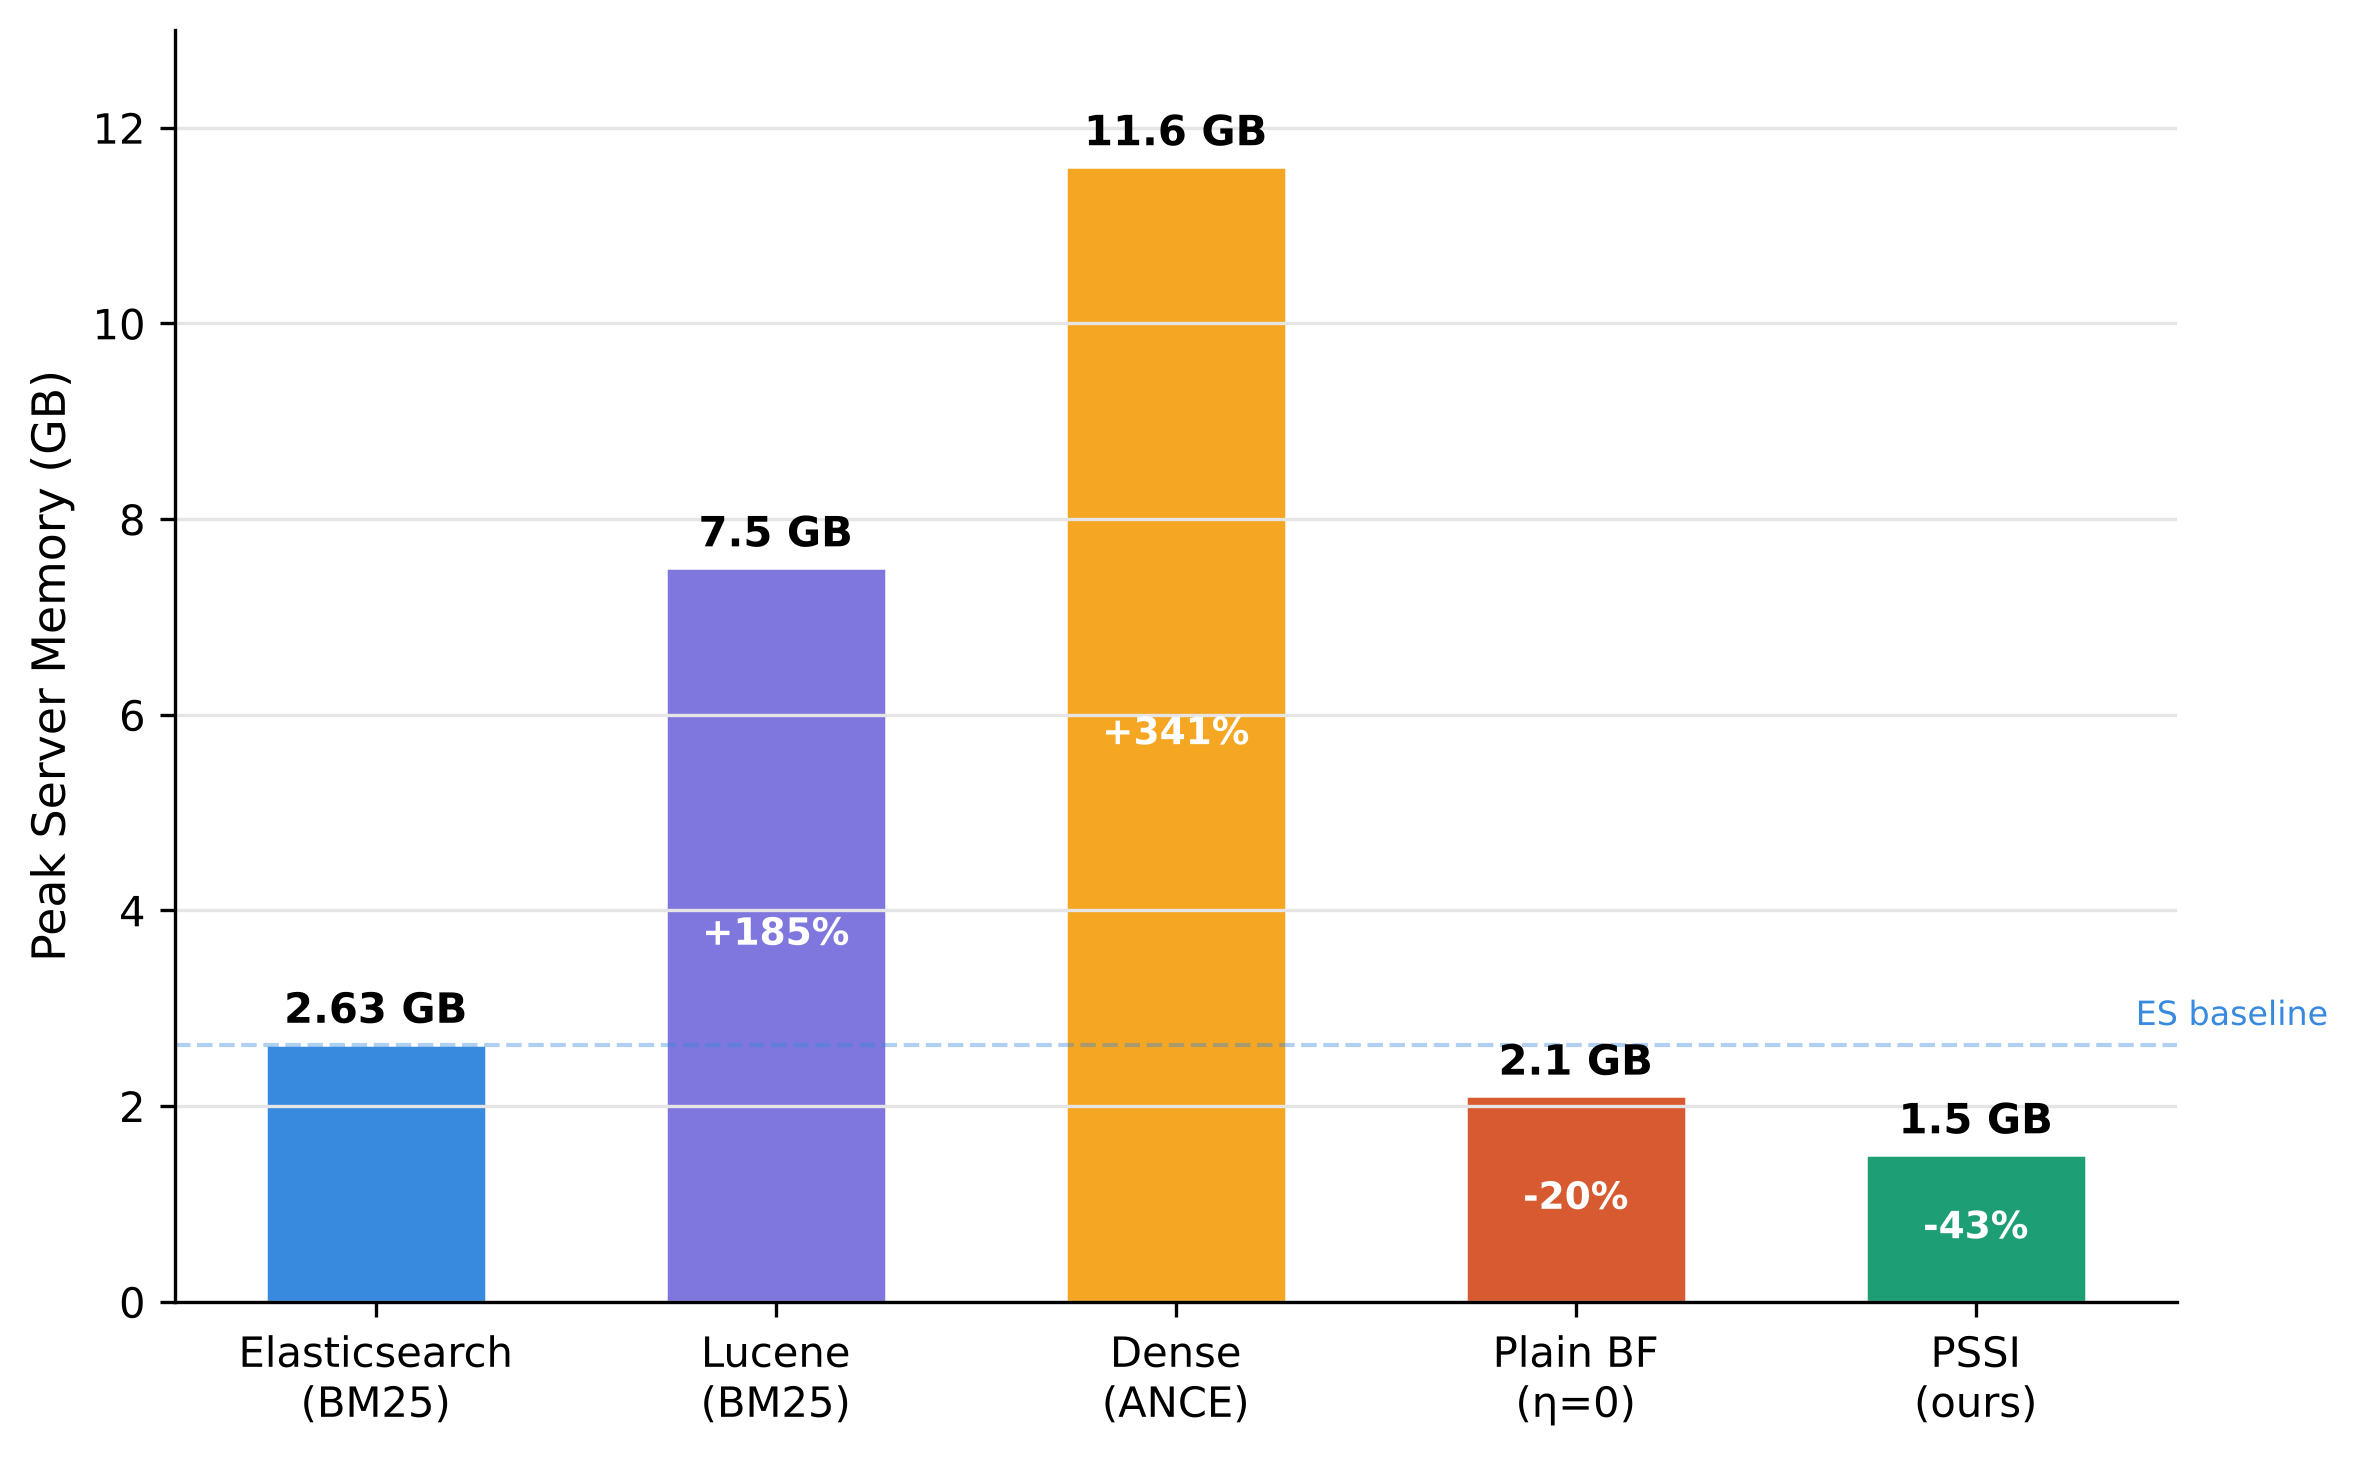 Peak Server Memory (GB)
12
10
8
6
4
2
0
2.63 GB
7.5 GB
+185%
11.6 GB
+341%
2.1 GB
-20%
1.5 GB
-43%
ES baseline
Elasticsearch
(BM25)
Lucene
(BM25)
Dense
(ANCE)
Plain BF
(η=0)
PSSI
(ours)